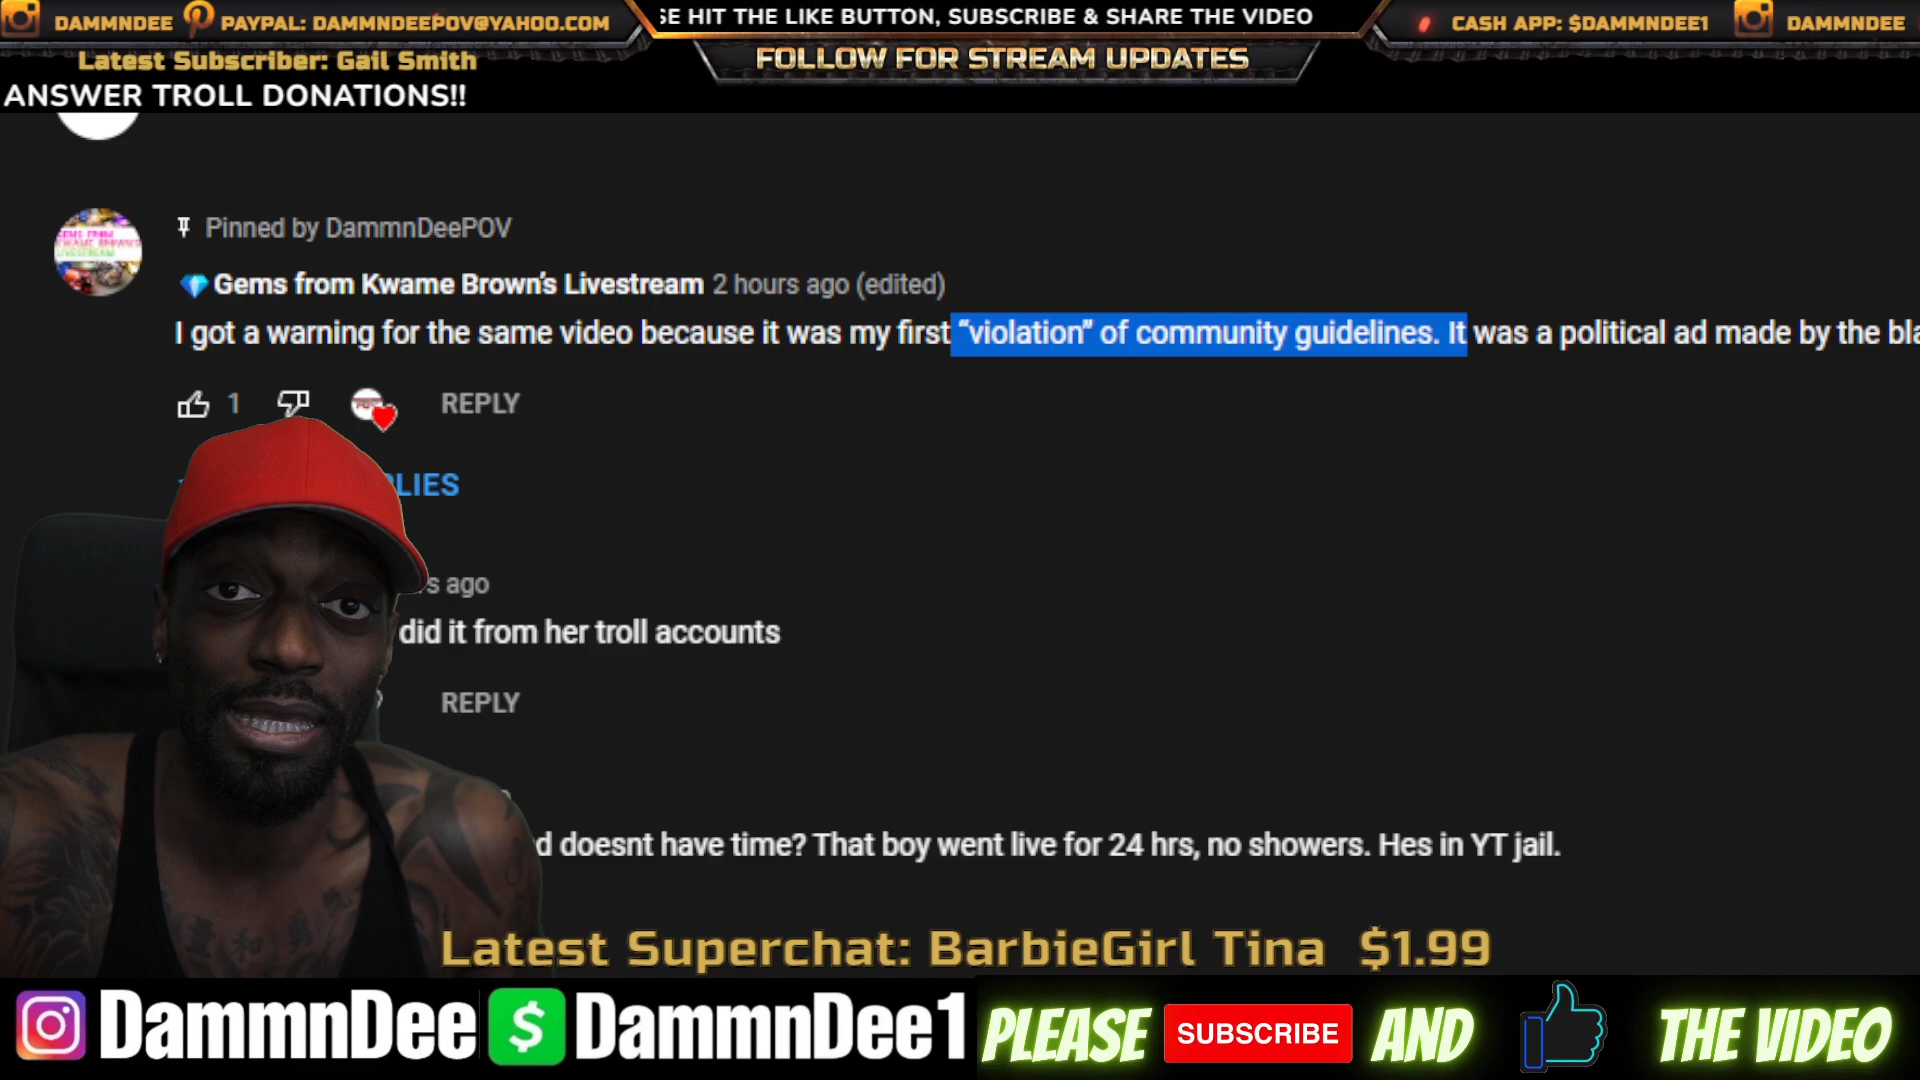 DAMMNDEE PAYPAL: DAMMNDEEPOV@YAHOO.COM
SE HIT THE LIKE BUTTON, SUBSCRIBE & SHARE THE VIDEO
CASH APP: $DAMMNDEE1 DAMMNDEE
Latest Subscriber: Gail Smith
FOLLOW FOR STREAM UPDATES
ANSWER TROLL DONATIONS!!
Pinned by DammnDeePOV
Gems from Kwame Brown's Livestream 2 hours ago (edited)
I got a warning for the same video because it was my first “violation” of community guidelines. It was a political ad made by the bla
1 REPLY
LIES
s ago
did it from her troll accounts
REPLY
d doesnt have time? That boy went live for 24 hrs, no showers. Hes in YT jail.
Latest Superchat: BarbieGirl Tina $1.99
DammnDee $ DammnDee1 PLEASE SUBSCRIBE AND THE VIDEO